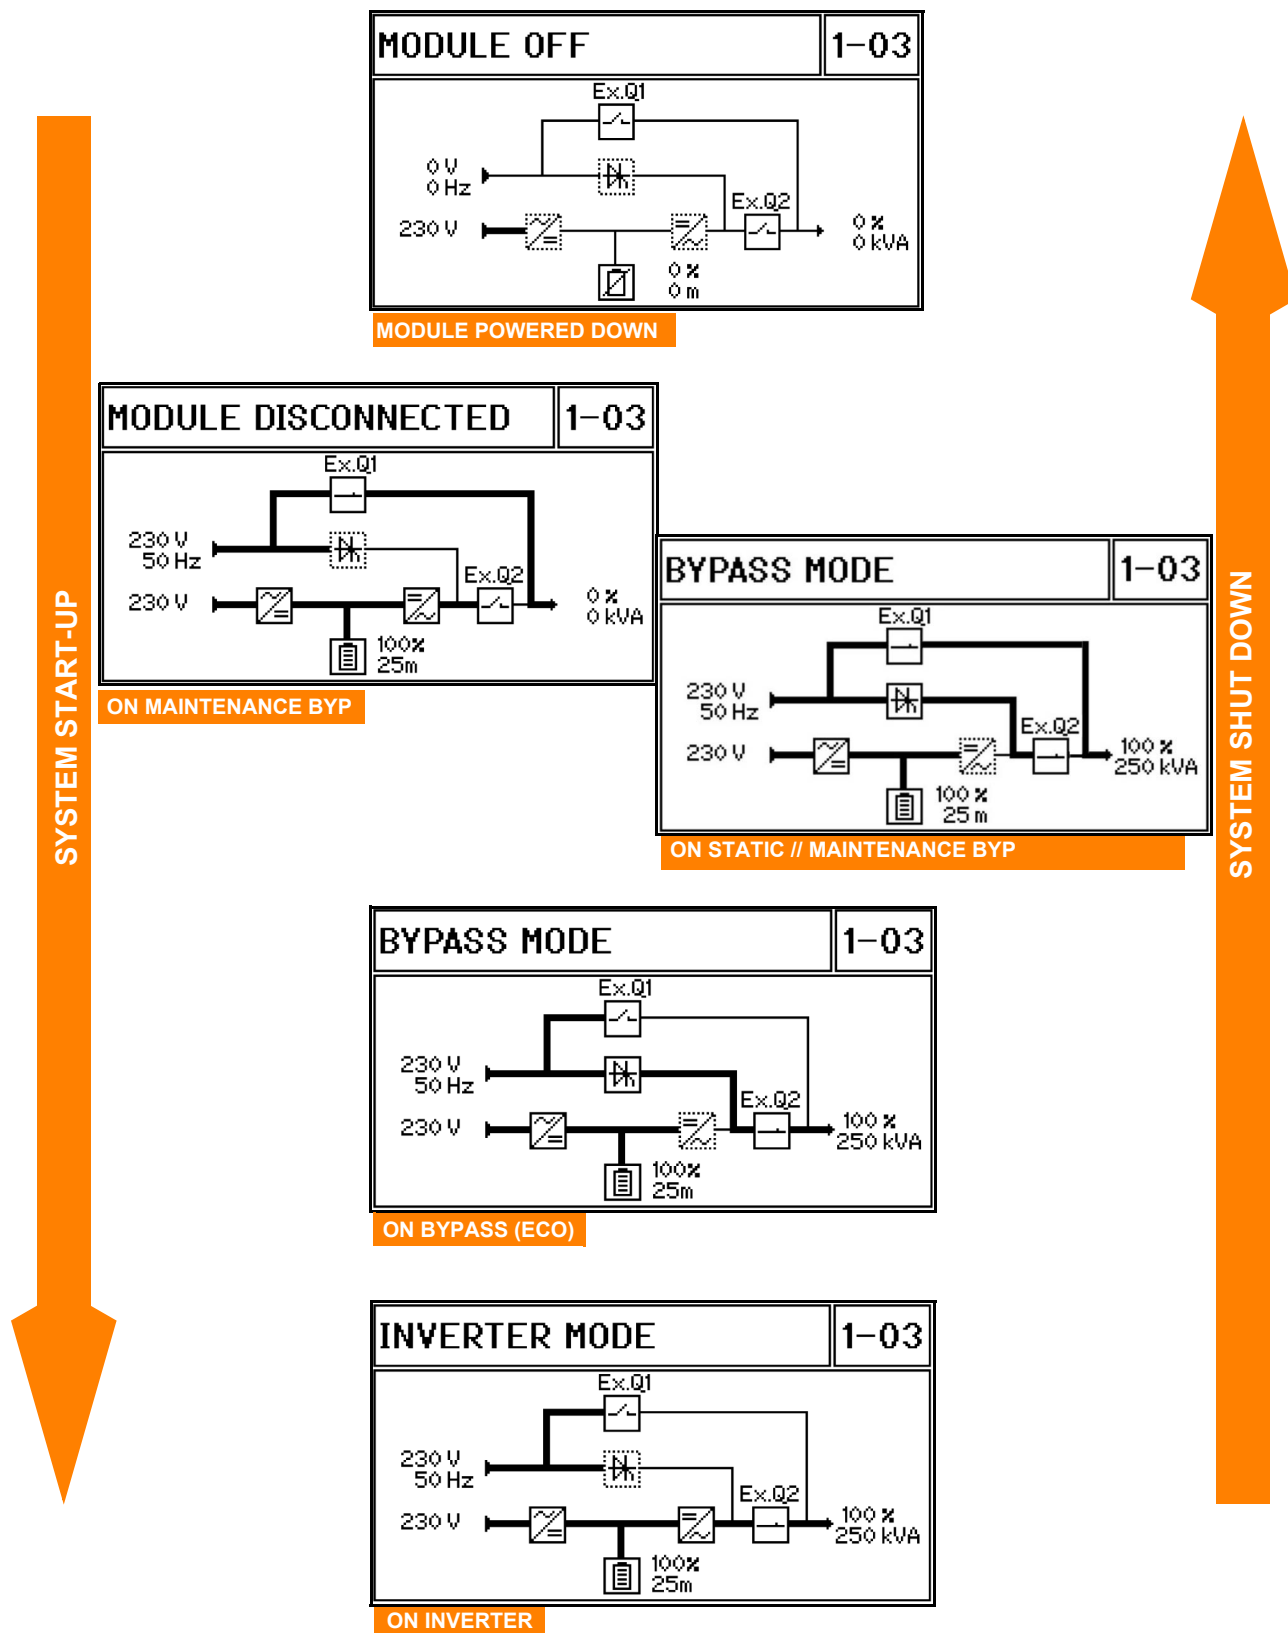 MODULE OFF
1-03
Ex.Q1
0 V
0 Hz
Ex.Q2
230 V
0 %
0 kVA
0 %
0 m
MODULE POWERED DOWN
MODULE DISCONNECTED
1-03
Ex.Q1
230 V
50 Hz
Ex.Q2
230 V
0 %
0 kVA
100%
25m
ON MAINTENANCE BYP
BYPASS MODE
1-03
Ex.Q1
230 V
50 Hz
Ex.Q2
230 V
100 %
250 kVA
100 %
25 m
ON STATIC // MAINTENANCE BYP
SYSTEM START-UP
SYSTEM SHUT DOWN
BYPASS MODE
1-03
Ex.Q1
230 V
50 Hz
Ex.Q2
230 V
100 %
250 kVA
100%
25m
ON BYPASS (ECO)
INVERTER MODE
1-03
Ex.Q1
230 V
50 Hz
Ex.Q2
230 V
100 %
250 kVA
100%
25m
ON INVERTER